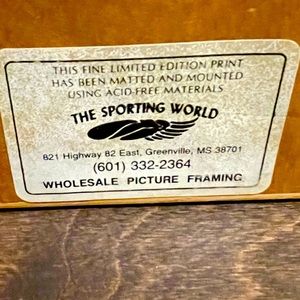 THIS FINE LIMITED EDITION PRINT
HAS BEEN MATTED AND MOUNTED
USING ACID-FREE MATERIALS
THE SPORTING WORLD
821 Highway 82 East, Greenville, MS 38701
(601) 332-2364
WHOLESALE PICTURE FRAMING